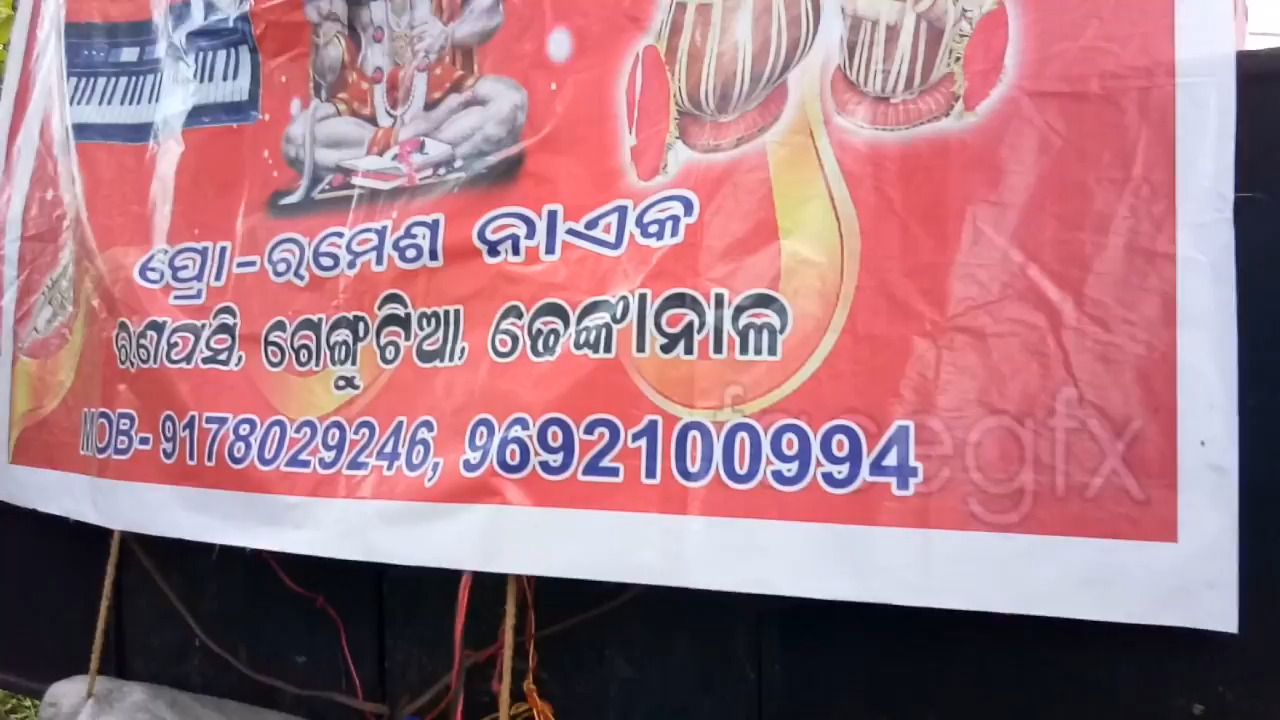 ପ୍ରୋ-ରମେଶ ନାଏକ
ରଣପସି, ଗେଙ୍ଗୁଟିଆ, ଢେଙ୍କାନାଳ
MOB-9178029246, 9692100994